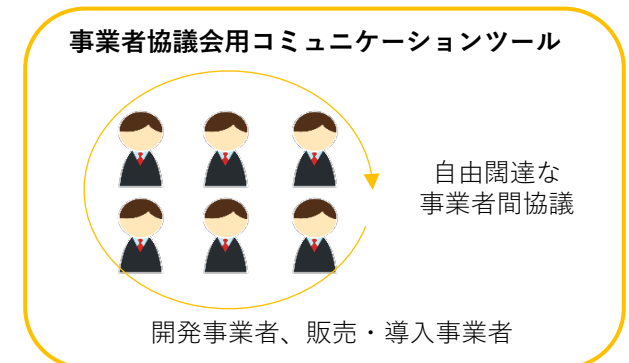 事業者協議会用コミュニケーションツール
自由闊達な
事業者間協議
開発事業者、販売・導入事業者